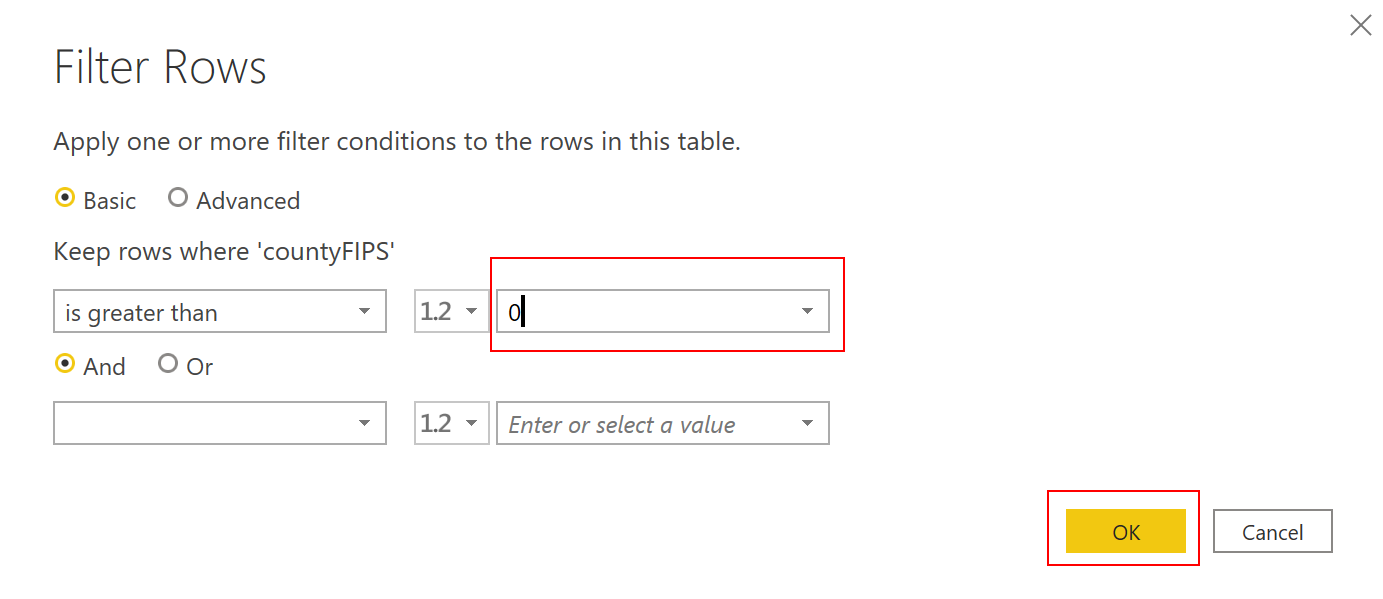 Filter Rows
Apply one or more filter conditions to the rows in this table.
Basic Advanced
Keep rows where 'countyFIPS'
is greater than 1.2 0
And Or
1.2 Enter or select a value
OK Cancel